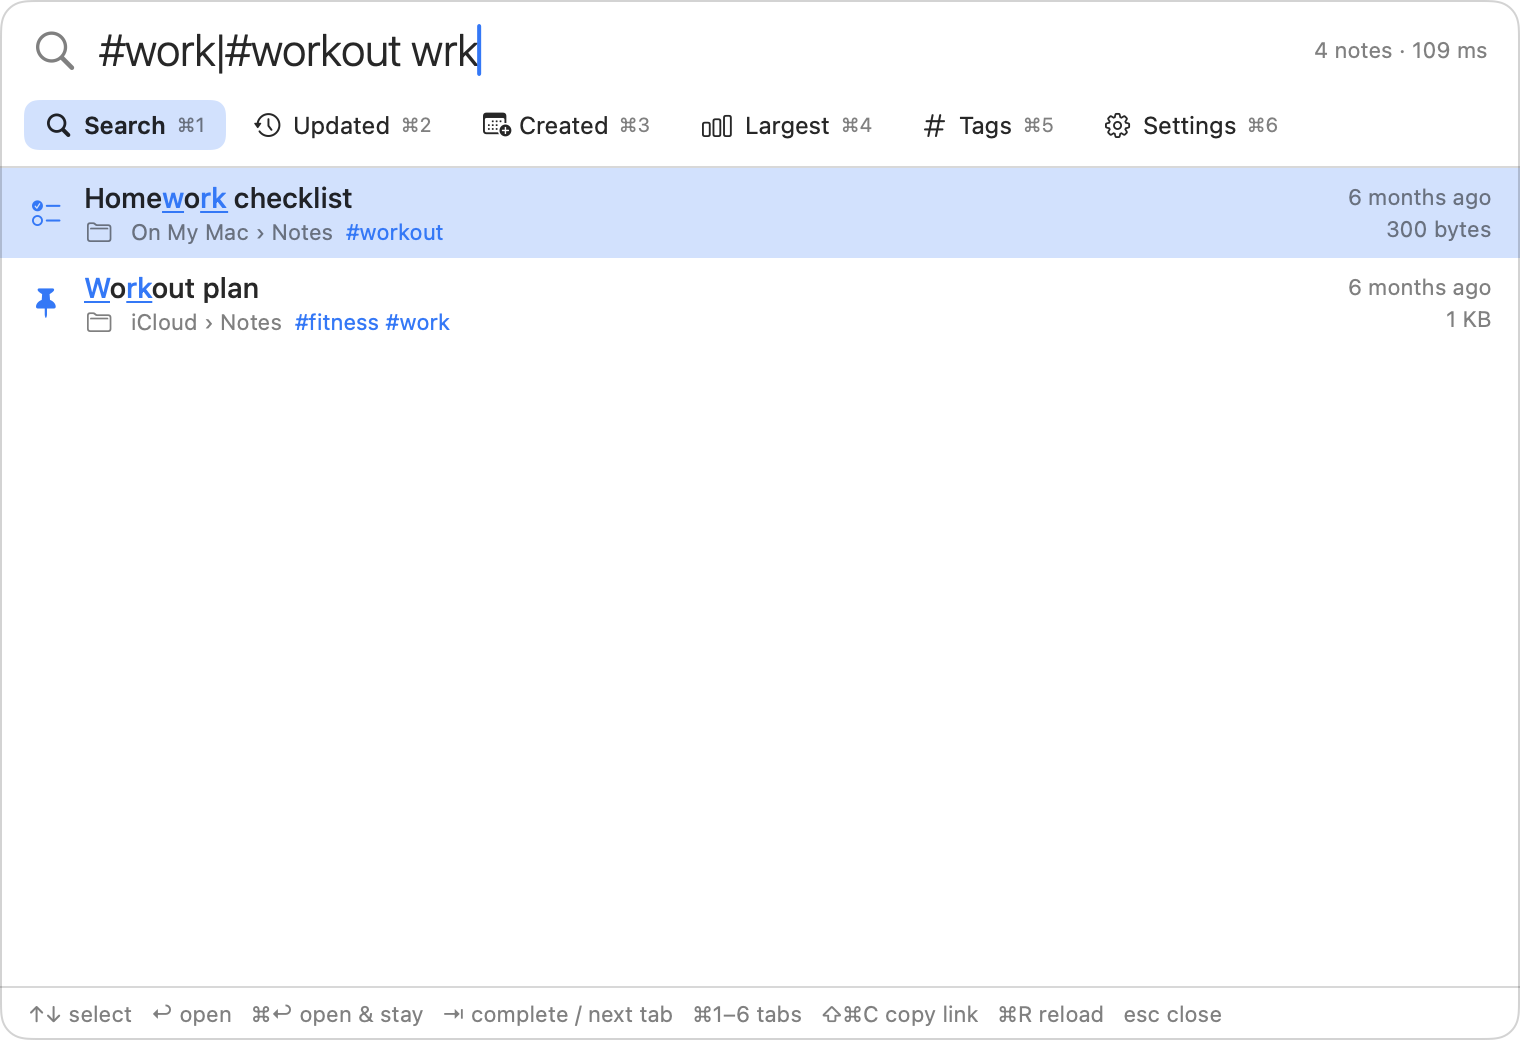 #work|#workout wrk
4 notes · 109 ms
Search ⌘1 Updated ⌘2 Created ⌘3 Largest ⌘4 # Tags ⌘5 Settings ⌘6
Homework checklist
6 months ago
On My Mac › Notes #workout
300 bytes
Workout plan
6 months ago
iCloud › Notes #fitness #work
1 KB
↑↓ select ↩ open ⌘↩ open & stay ⇥ complete / next tab ⌘1–6 tabs ⇧⌘C copy link ⌘R reload esc close